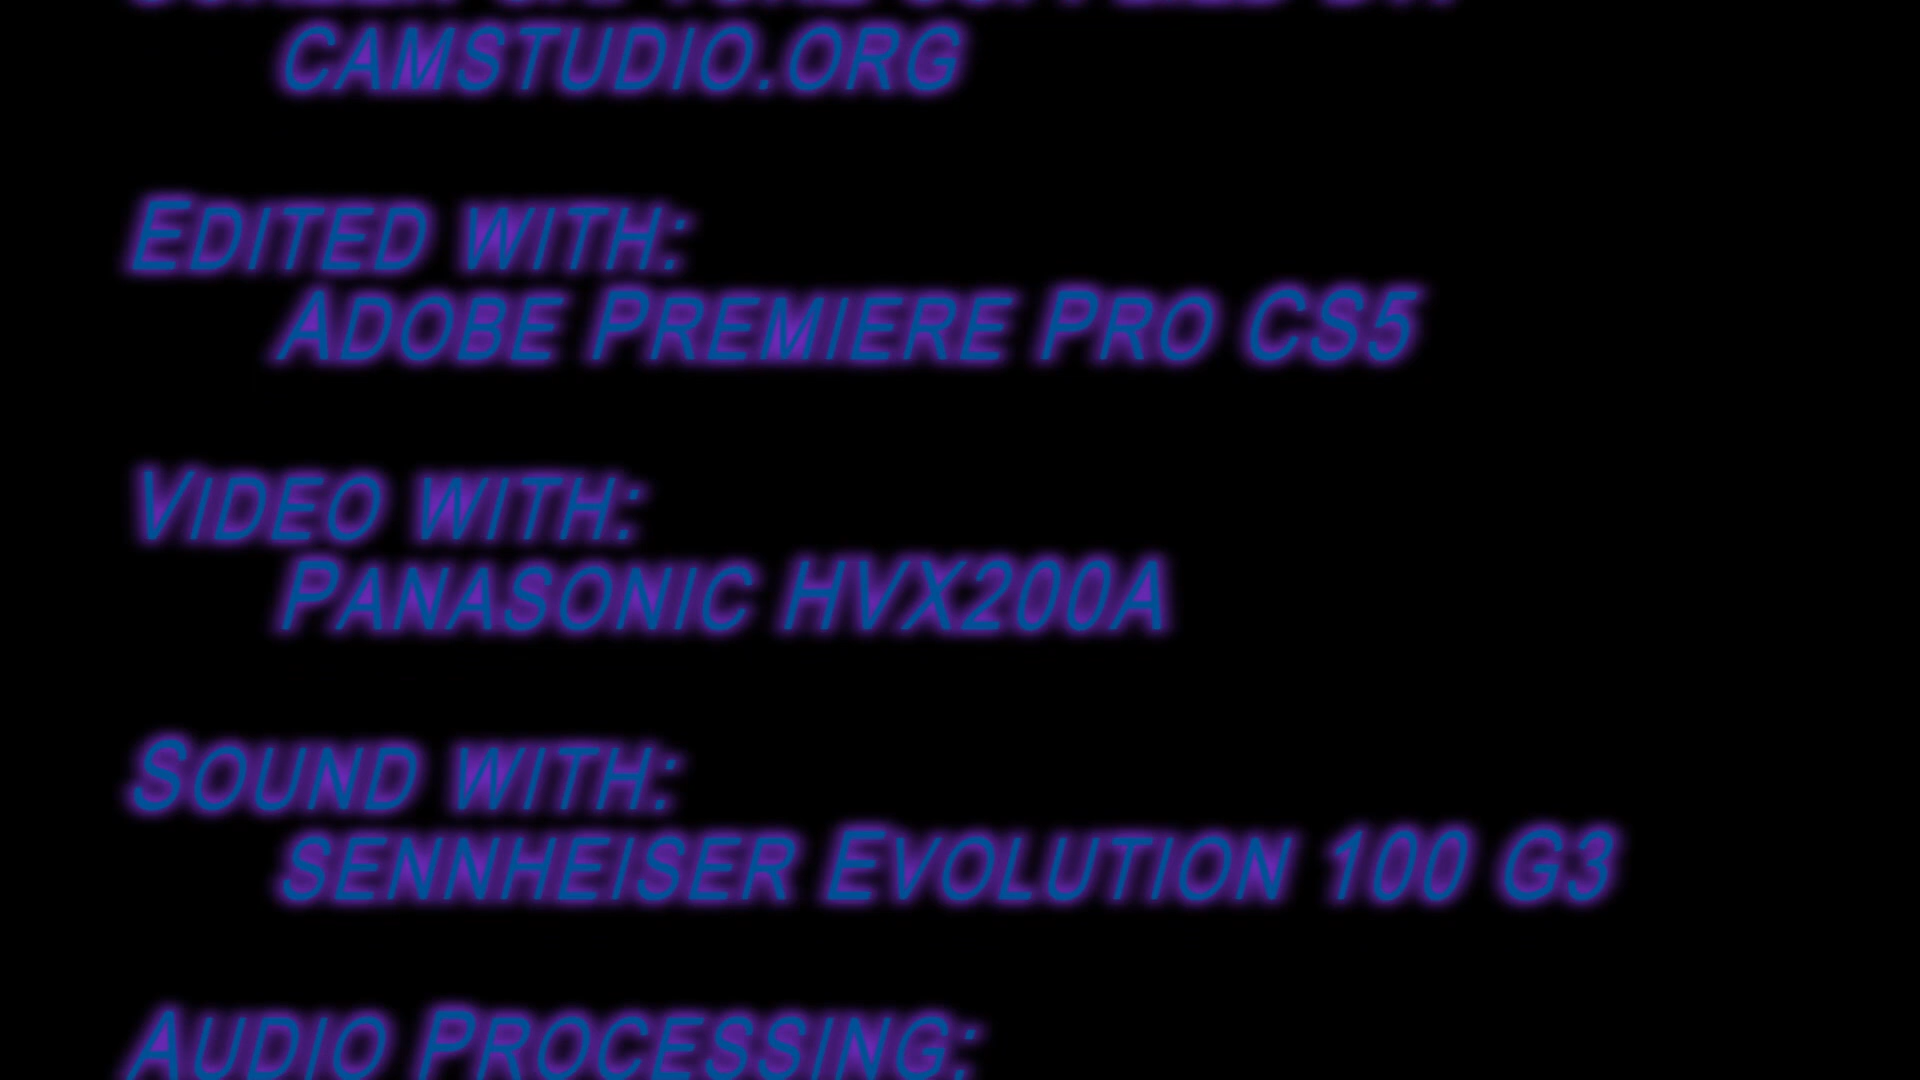 CAMSTUDIO.ORG
EDITED WITH:
ADOBE PREMIERE PRO CS5
VIDEO WITH:
PANASONIC HVX200A
SOUND WITH:
SENNHEISER EVOLUTION 100 G3
AUDIO PROCESSING: